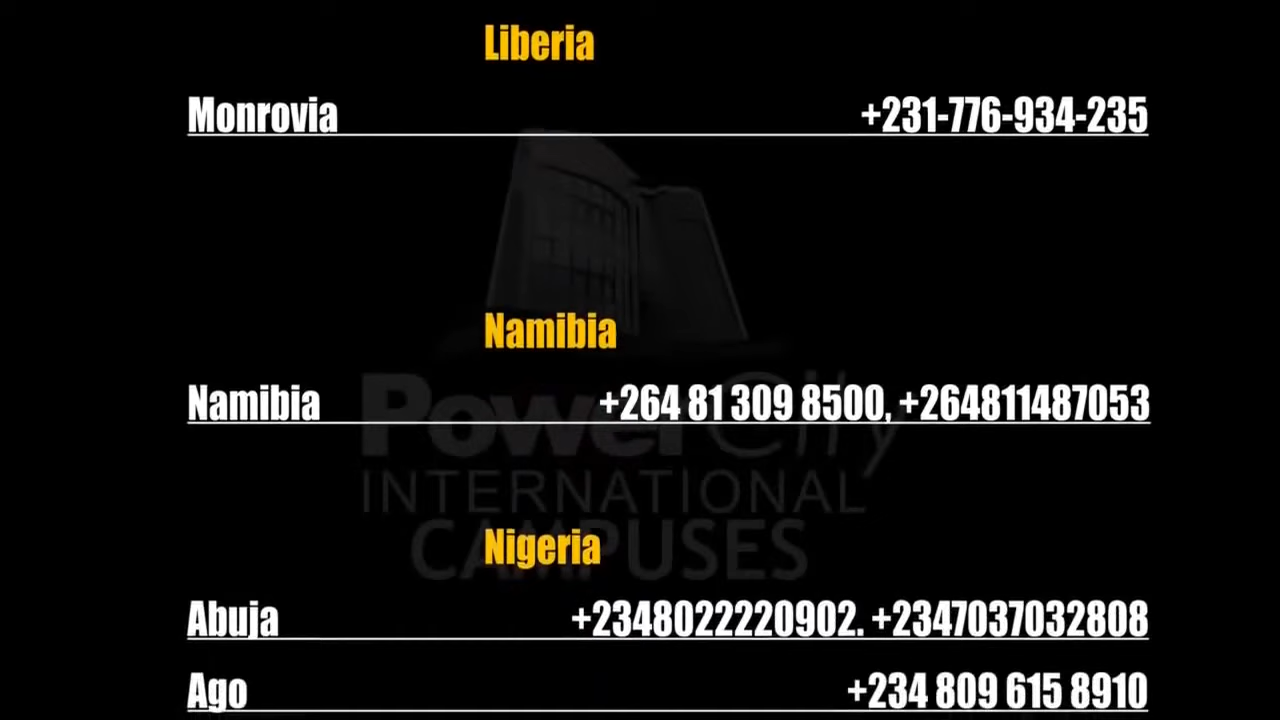 Liberia
Monrovia +231-776-934-235
Namibia
Namibia +264 81 309 8500, +264811487053
PowerCity
INTERNATIONAL
CAMPUSES
Nigeria
Abuja +2348022220902. +2347037032808
Ago +234 809 615 8910